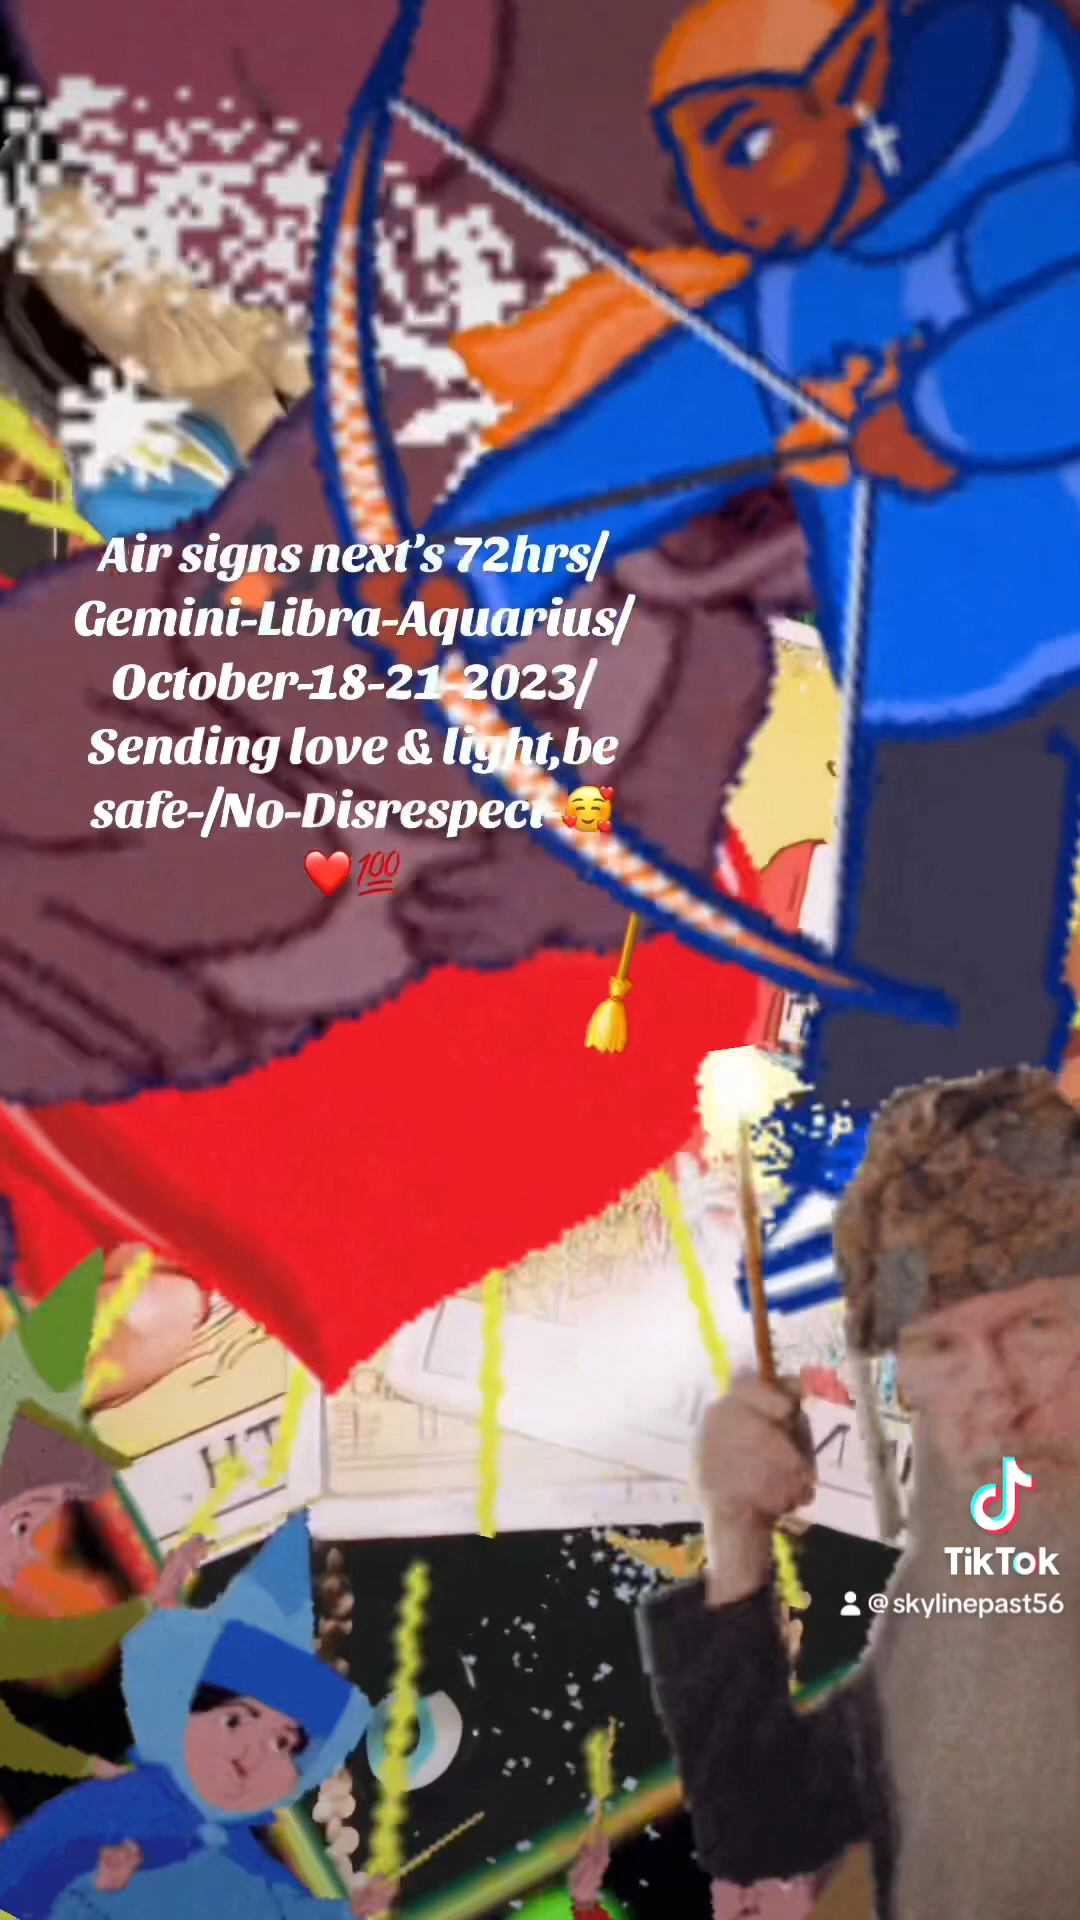 Air signs next's 72hrs/
Gemini-Libra-Aquarius/
October-18-21-2023/
Sending love & light,be
safe-/No-Disrespect-🥰
❤️💯
TikTok
@skylinepast56